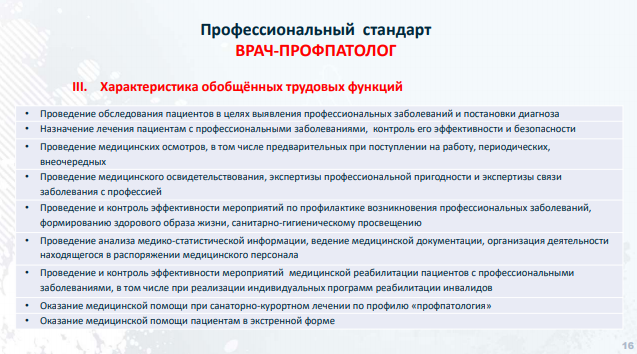 Профессиональный стандарт
ВРАЧ-ПРОФПАТОЛОГ
III. Характеристика обобщённых трудовых функций
• Проведение обследования пациентов в целях выявления профессиональных заболеваний и постановки диагноза
• Назначение лечения пациентам с профессиональными заболеваниями, контроль его эффективности и безопасности
• Проведение медицинских осмотров, в том числе предварительных при поступлении на работу, периодических,
внеочередных
• Проведение медицинского освидетельствования, экспертизы профессиональной пригодности и экспертизы связи
заболевания с профессией
• Проведение и контроль эффективности мероприятий по профилактике возникновения профессиональных заболеваний,
формированию здорового образа жизни, санитарно-гигиеническому просвещению
• Проведение анализа медико-статистической информации, ведение медицинской документации, организация деятельности
находящегося в распоряжении медицинского персонала
• Проведение и контроль эффективности мероприятий медицинской реабилитации пациентов с профессиональными
заболеваниями, в том числе при реализации индивидуальных программ реабилитации инвалидов
• Оказание медицинской помощи при санаторно-курортном лечении по профилю «профпатология»
• Оказание медицинской помощи пациентам в экстренной форме
16